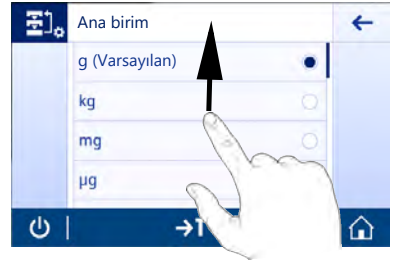 Ana birim
g (Varsayılan)
kg
mg
µg
→T